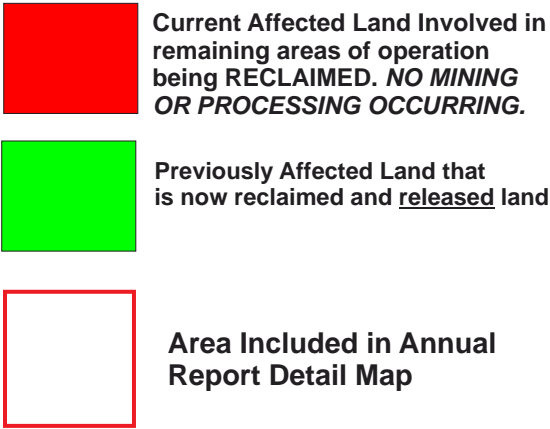 Current Affected Land Involved in
remaining areas of operation
being RECLAIMED. NO MINING
OR PROCESSING OCCURRING.
Previously Affected Land that
is now reclaimed and released land
Area Included in Annual
Report Detail Map